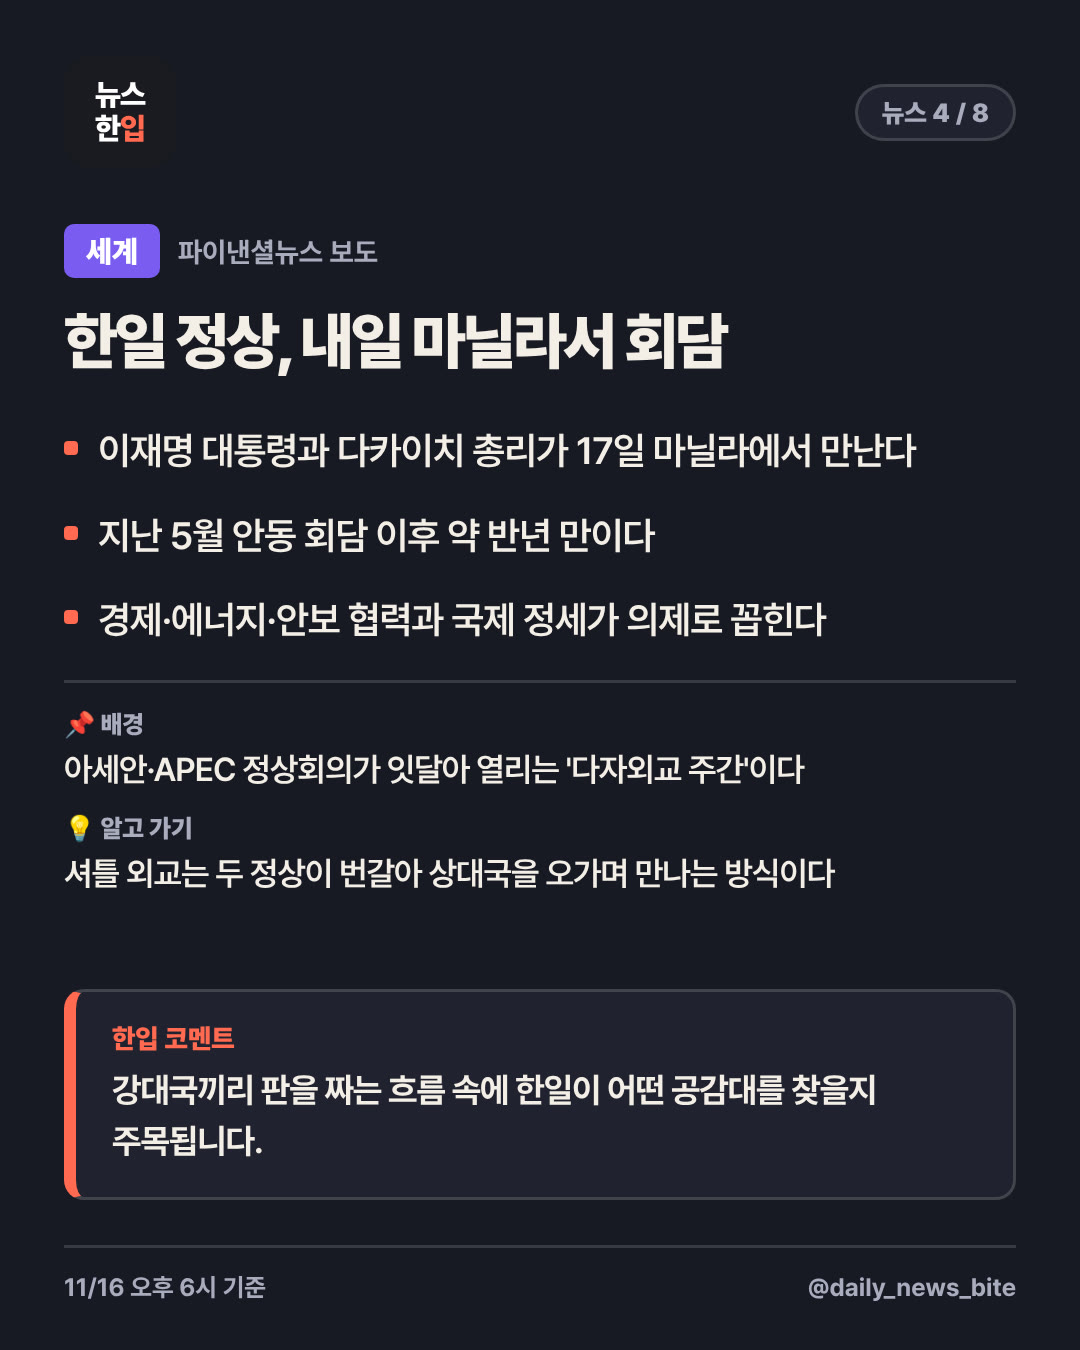 뉴스
한입
뉴스 4 / 8
세계 파이낸셜뉴스 보도
한일 정상, 내일 마닐라서 회담
이재명 대통령과 다카이치 총리가 17일 마닐라에서 만난다
지난 5월 안동 회담 이후 약 반년 만이다
경제·에너지·안보 협력과 국제 정세가 의제로 꼽힌다
📌 배경
아세안·APEC 정상회의가 잇달아 열리는 '다자외교 주간'이다
💡 알고 가기
셔틀 외교는 두 정상이 번갈아 상대국을 오가며 만나는 방식이다
한입 코멘트
강대국끼리 판을 짜는 흐름 속에 한일이 어떤 공감대를 찾을지
주목됩니다.
11/16 오후 6시 기준
@daily_news_bite